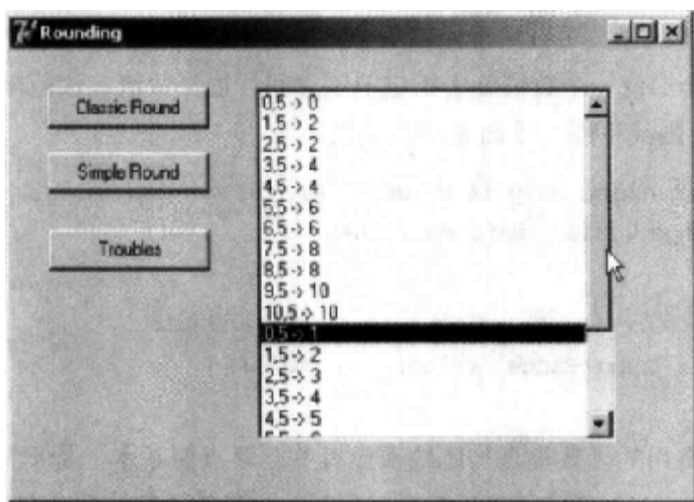 Rounding
Classic Round
Simple Round
Troubles
0,5 -> 0
1,5 -> 2
2,5 -> 2
3,5 -> 4
4,5 -> 4
5,5 -> 6
6,5 -> 6
7,5 -> 8
8,5 -> 8
9,5 -> 10
10,5 -> 10
0,5 -> 1
1,5 -> 2
2,5 -> 3
3,5 -> 4
4,5 -> 5